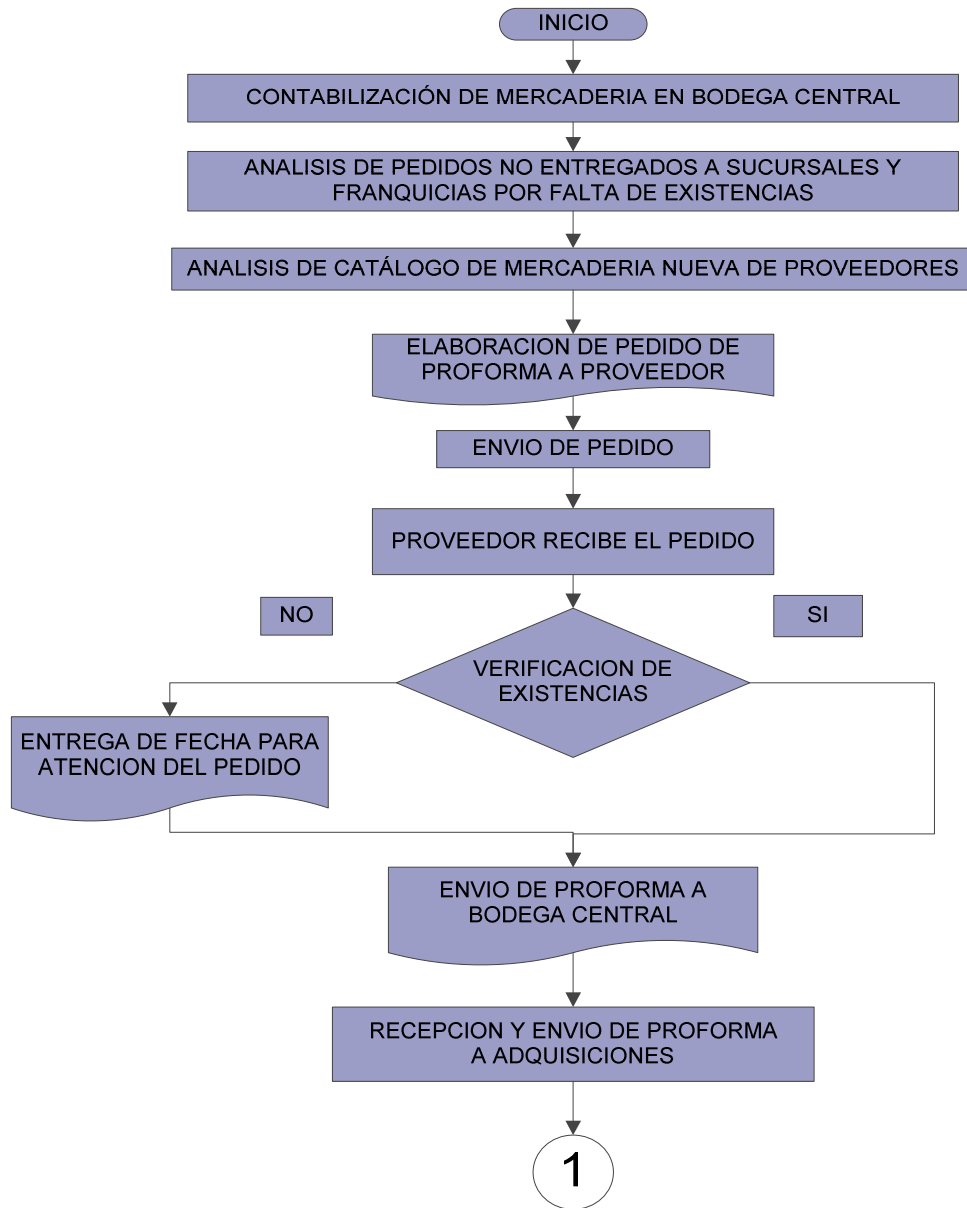 INICIO
CONTABILIZACIÓN DE MERCADERIA EN BODEGA CENTRAL
ANALISIS DE PEDIDOS NO ENTREGADOS A SUCURSALES Y
FRANQUICIAS POR FALTA DE EXISTENCIAS
ANALISIS DE CATÁLOGO DE MERCADERIA NUEVA DE PROVEEDORES
ELABORACION DE PEDIDO DE
PROFORMA A PROVEEDOR
ENVIO DE PEDIDO
PROVEEDOR RECIBE EL PEDIDO
NO
SI
VERIFICACION DE
EXISTENCIAS
ENTREGA DE FECHA PARA
ATENCION DEL PEDIDO
ENVIO DE PROFORMA A
BODEGA CENTRAL
RECEPCION Y ENVIO DE PROFORMA
A ADQUISICIONES
1